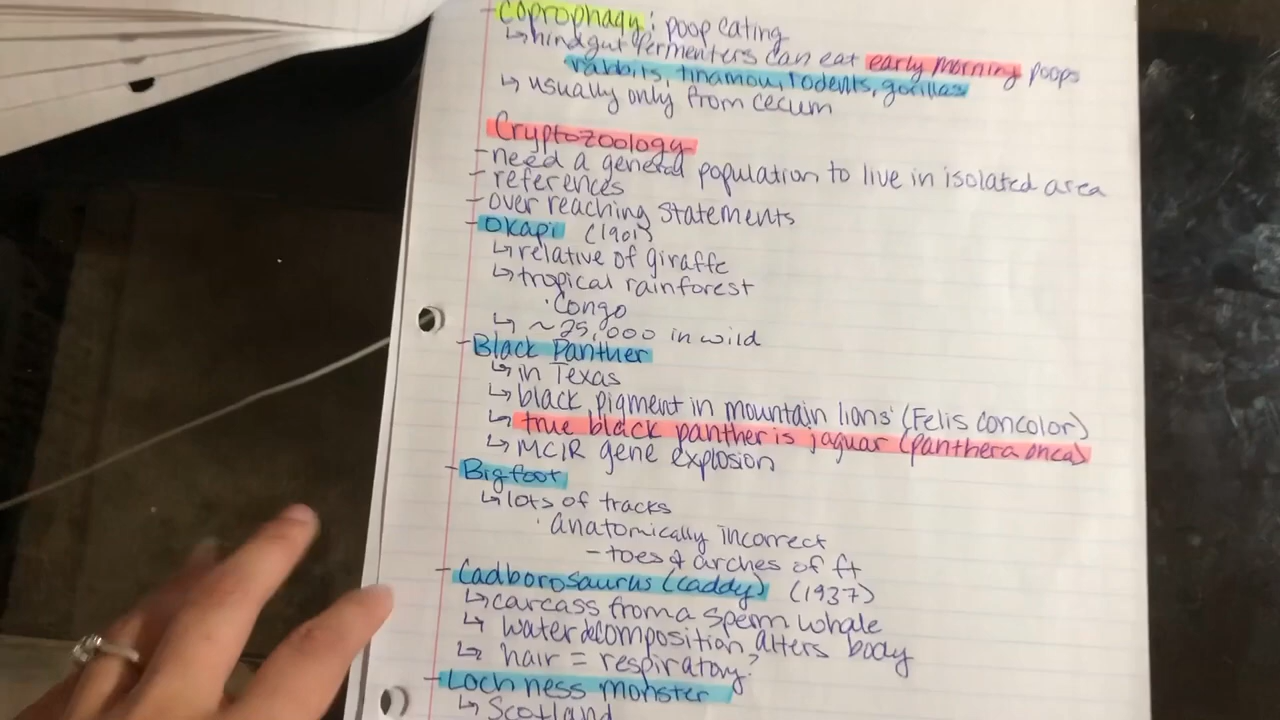 - coprophagy: poop eating
↳ hindgut fermenters can eat early morning poops
rabbits, tinamou, rodents, gorillas
↳ usually only from cecum
Cryptozoology
- need a general population to live in isolated area
- references
- over reaching statements
- Okapi (1901)
↳ relative of giraffe
↳ tropical rainforest
· Congo
↳ ~25,000 in wild
- Black Panther
↳ in Texas
↳ black pigment in mountain lions (Felis concolor)
↳ true black panther is jaguar (panthera onca)
↳ MC1R gene explosion
- Bigfoot
↳ lots of tracks
· anatomically incorrect
- toes & arches of ft
- Cadborosaurus (caddy) (1937)
↳ carcass from a sperm whale
↳ water decomposition alters body
↳ hair = respiratory?
- Loch ness monster
↳ Scotland